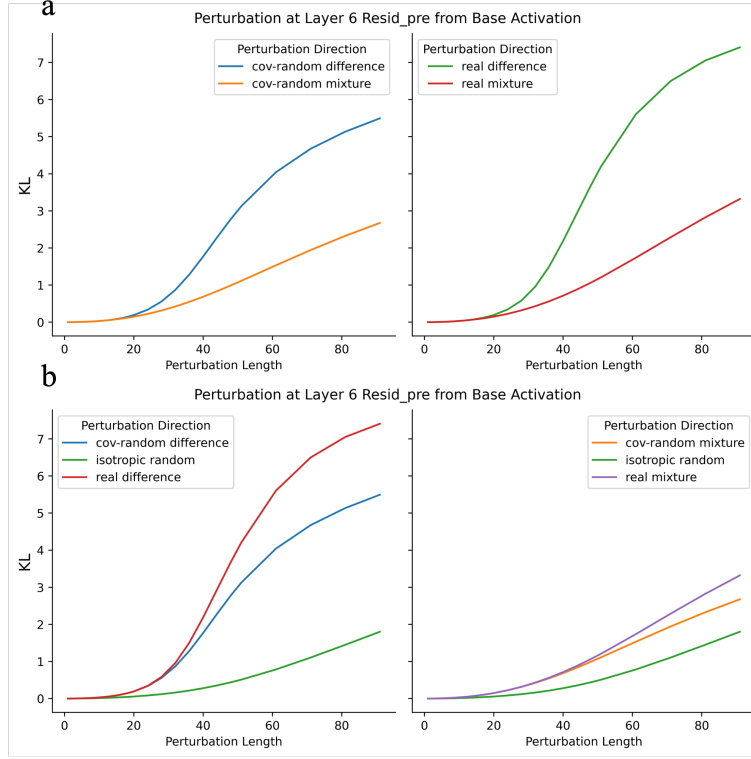 a
Perturbation at Layer 6 Resid_pre from Base Activation
Perturbation Direction
cov-random difference
cov-random mixture
KL
7
6
5
4
3
2
1
0
0 20 40 60 80
Perturbation Length
Perturbation Direction
real difference
real mixture
0 20 40 60 80
Perturbation Length
b
Perturbation at Layer 6 Resid_pre from Base Activation
Perturbation Direction
cov-random difference
isotropic random
real difference
KL
7
6
5
4
3
2
1
0
0 20 40 60 80
Perturbation Length
Perturbation Direction
cov-random mixture
isotropic random
real mixture
0 20 40 60 80
Perturbation Length